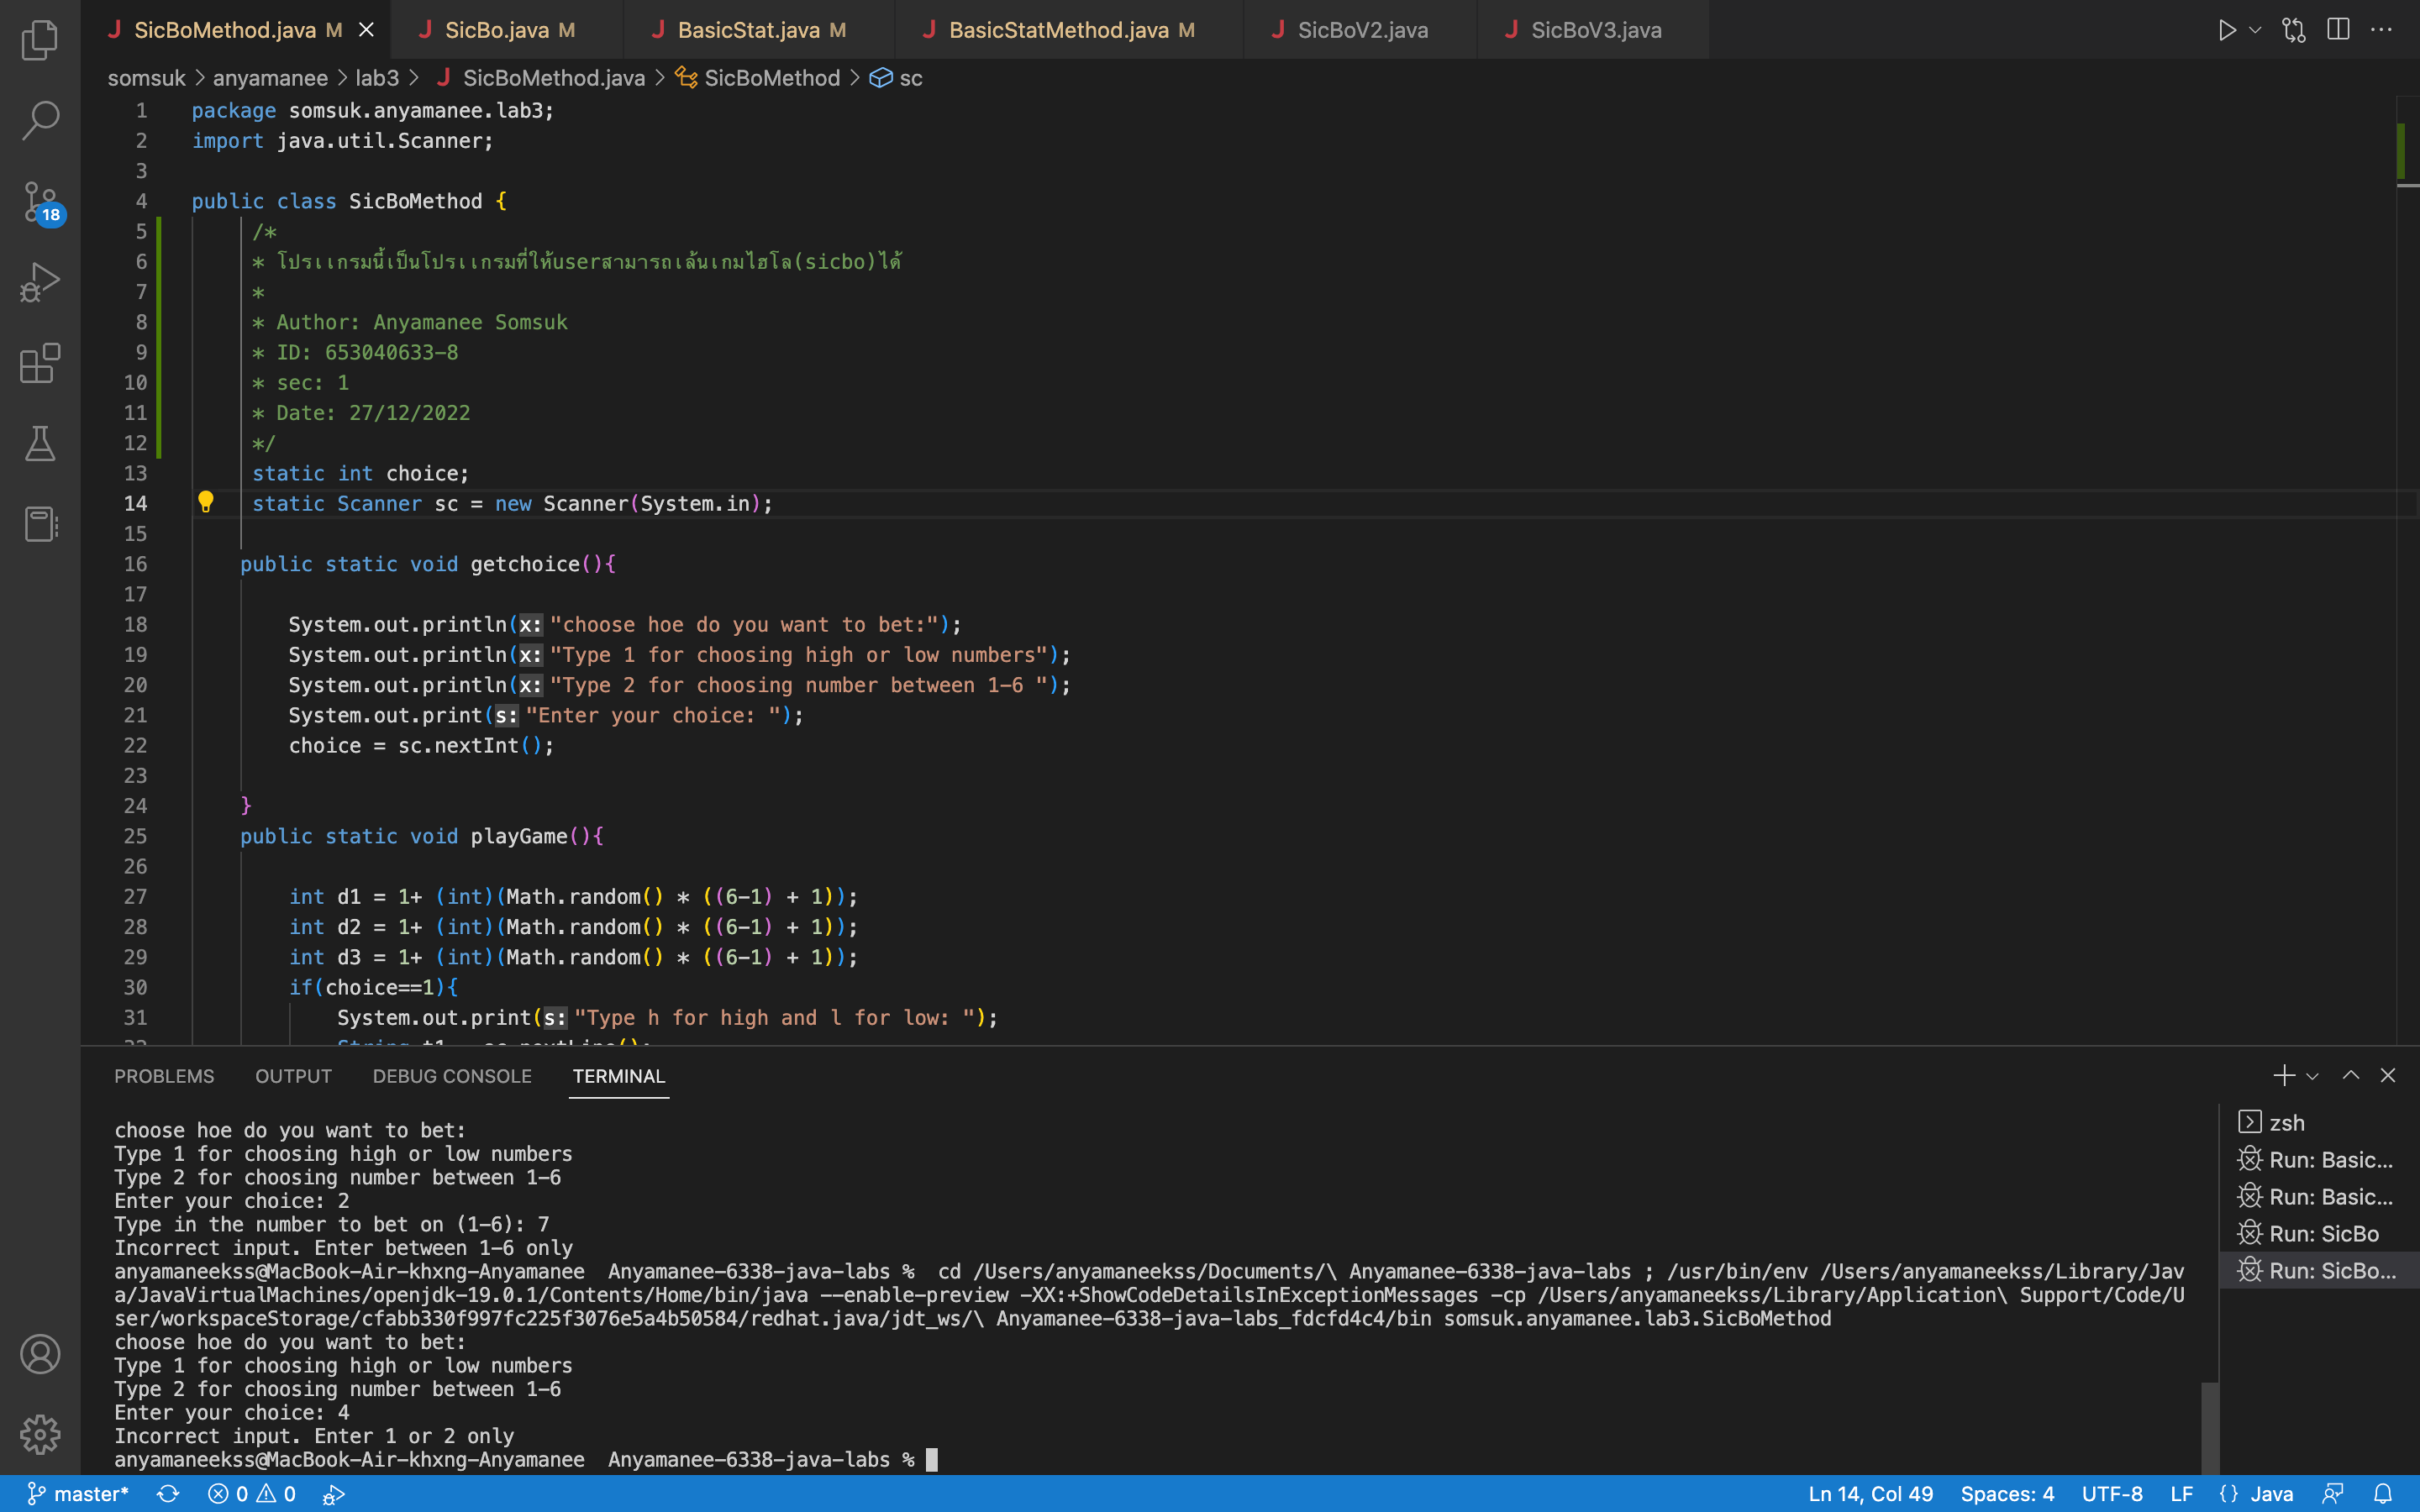 SicBoMethod.java M
SicBo.java M
BasicStat.java M
BasicStatMethod.java M
SicBoV2.java
SicBoV3.java
somsuk > anyamanee > lab3 > SicBoMethod.java > SicBoMethod > sc
18
1 package somsuk.anyamanee.lab3;
2 import java.util.Scanner;
3
4 public class SicBoMethod {
5 /*
6 * โปรเเกรมนี้เป็นโปรเเกรมที่ให้userสามารถเล้นเกมไฮโล(sicbo)ได้
7 *
8 * Author: Anyamanee Somsuk
9 * ID: 653040633-8
10 * sec: 1
11 * Date: 27/12/2022
12 */
13 static int choice;
14 static Scanner sc = new Scanner(System.in);
15
16 public static void getchoice(){
17
18 System.out.println(x: "choose hoe do you want to bet:");
19 System.out.println(x: "Type 1 for choosing high or low numbers");
20 System.out.println(x: "Type 2 for choosing number between 1-6 ");
21 System.out.print(s: "Enter your choice: ");
22 choice = sc.nextInt();
23
24 }
25 public static void playGame(){
26
27 int d1 = 1+ (int)(Math.random() * ((6-1) + 1));
28 int d2 = 1+ (int)(Math.random() * ((6-1) + 1));
29 int d3 = 1+ (int)(Math.random() * ((6-1) + 1));
30 if(choice==1){
31 System.out.print(s: "Type h for high and l for low: ");
PROBLEMS OUTPUT DEBUG CONSOLE TERMINAL
choose hoe do you want to bet:
Type 1 for choosing high or low numbers
Type 2 for choosing number between 1-6
Enter your choice: 2
Type in the number to bet on (1-6): 7
Incorrect input. Enter between 1-6 only
anyamaneekss@MacBook-Air-khxng-Anyamanee  Anyamanee-6338-java-labs %  cd /Users/anyamaneekss/Documents/\ Anyamanee-6338-java-labs ; /usr/bin/env /Users/anyamaneekss/Library/Jav
a/JavaVirtualMachines/openjdk-19.0.1/Contents/Home/bin/java --enable-preview -XX:+ShowCodeDetailsInExceptionMessages -cp /Users/anyamaneekss/Library/Application\ Support/Code/U
ser/workspaceStorage/cfabb330f997fc225f3076e5a4b50584/redhat.java/jdt_ws/\ Anyamanee-6338-java-labs_fdcfd4c4/bin somsuk.anyamanee.lab3.SicBoMethod
choose hoe do you want to bet:
Type 1 for choosing high or low numbers
Type 2 for choosing number between 1-6
Enter your choice: 4
Incorrect input. Enter 1 or 2 only
anyamaneekss@MacBook-Air-khxng-Anyamanee  Anyamanee-6338-java-labs %
zsh
Run: Basic...
Run: Basic...
Run: SicBo
Run: SicBo...
master* 0 0 Ln 14, Col 49 Spaces: 4 UTF-8 LF {} Java